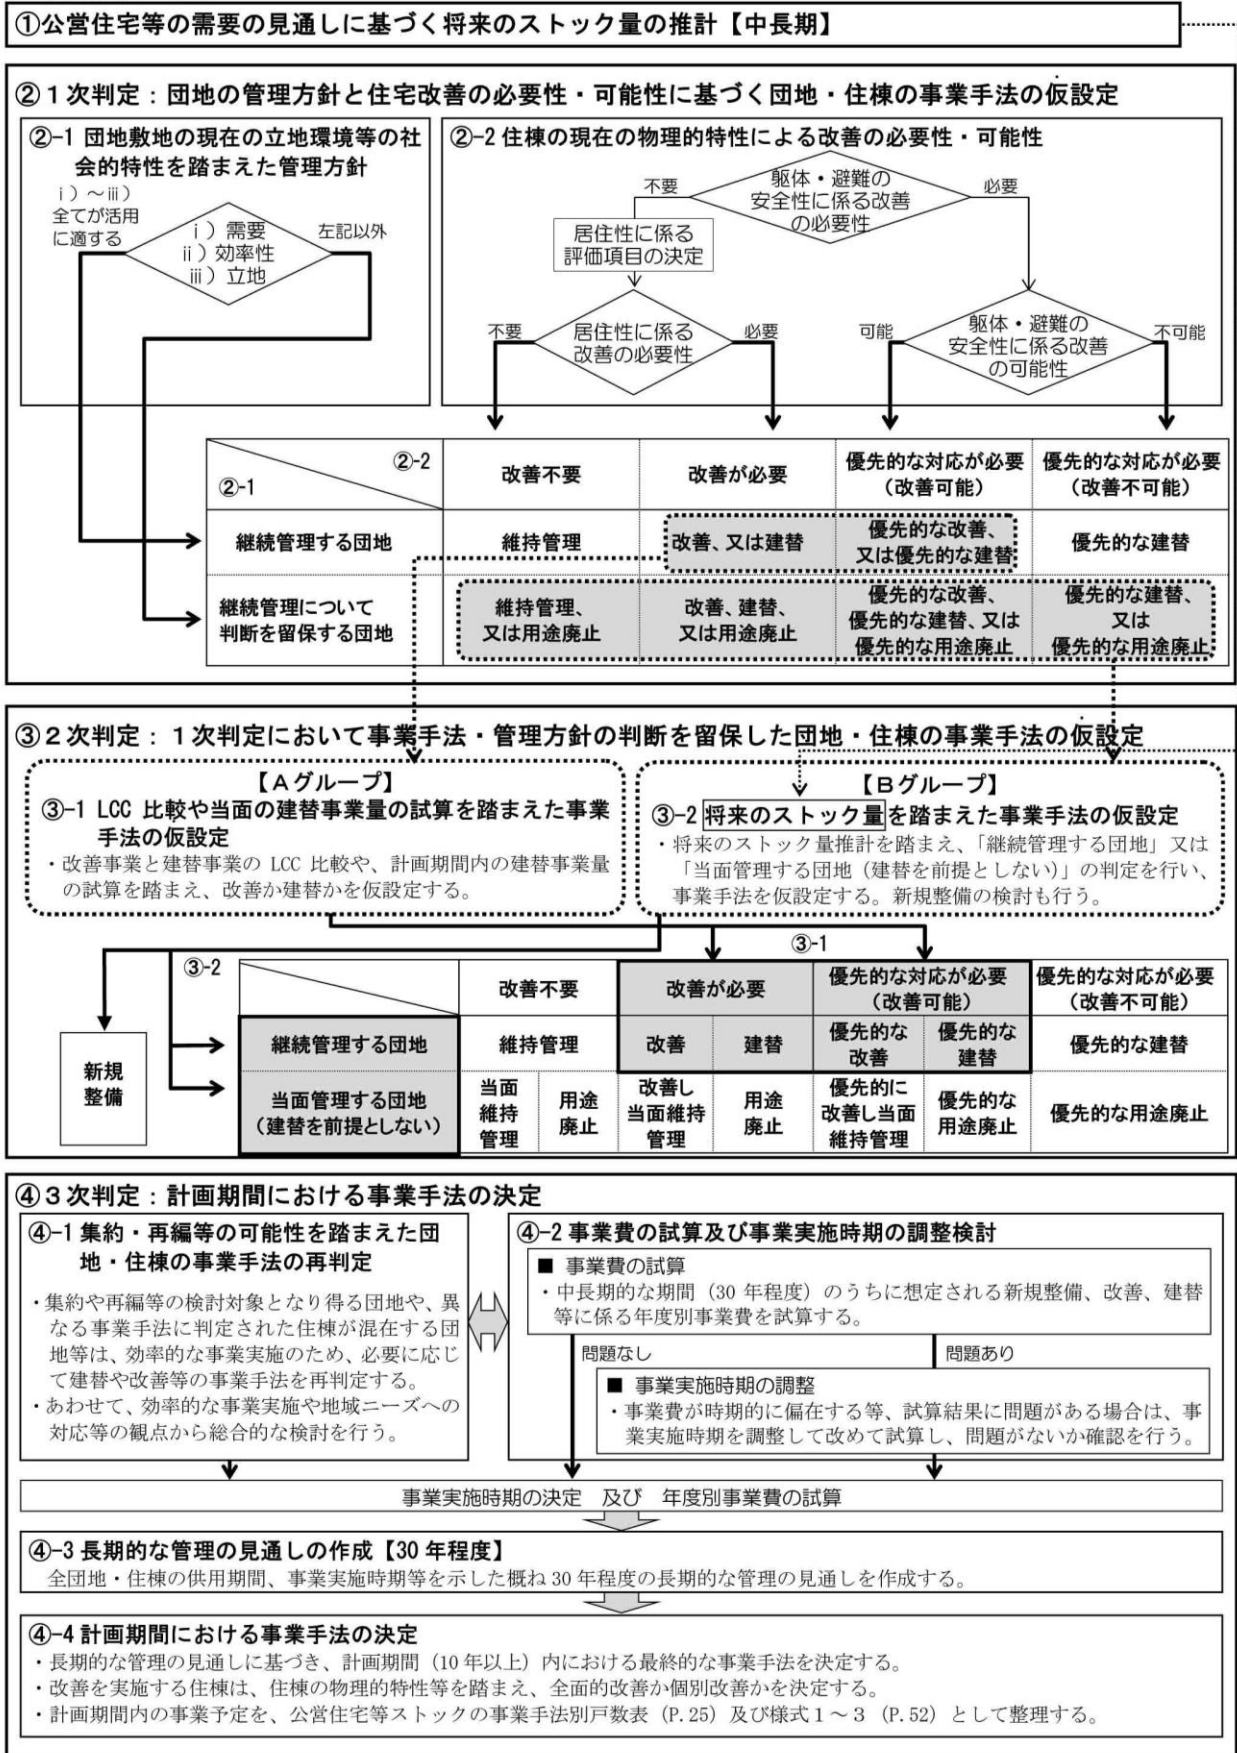 ①公営住宅等の需要の見通しに基づく将来のストック量の推計【中長期】
②１次判定：団地の管理方針と住宅改善の必要性・可能性に基づく団地・住棟の事業手法の仮設定
②-1 団地敷地の現在の立地環境等の社
会的特性を踏まえた管理方針
ⅰ）～ⅲ）
全てが活用
に適する
ⅰ）需要
ⅱ）効率性
ⅲ）立地
左記以外
②-2 住棟の現在の物理的特性による改善の必要性・可能性
不要
躯体・避難の
安全性に係る改善
の必要性
必要
居住性に係る
評価項目の決定
不要
居住性に係る
改善の必要性
必要
可能
躯体・避難の
安全性に係る改善
の可能性
不可能
②-2
②-1
改善不要
改善が必要
優先的な対応が必要
（改善可能）
優先的な対応が必要
（改善不可能）
継続管理する団地
維持管理
改善、又は建替
優先的な改善、
又は優先的な建替
優先的な建替
継続管理について
判断を留保する団地
維持管理、
又は用途廃止
改善、建替、
又は用途廃止
優先的な改善、
優先的な建替、又は
優先的な用途廃止
優先的な建替、
又は
優先的な用途廃止
③２次判定：１次判定において事業手法・管理方針の判断を留保した団地・住棟の事業手法の仮設定
【Ａグループ】
③-1 LCC 比較や当面の建替事業量の試算を踏まえた事業
手法の仮設定
・改善事業と建替事業の LCC 比較や、計画期間内の建替事業量
の試算を踏まえ、改善か建替かを仮設定する。
【Ｂグループ】
③-2 将来のストック量を踏まえた事業手法の仮設定
・将来のストック量推計を踏まえ、「継続管理する団地」又は
「当面管理する団地（建替を前提としない）」の判定を行い、
事業手法を仮設定する。新規整備の検討も行う。
③-1
③-2
新規
整備
改善不要
改善が必要
優先的な対応が必要
（改善可能）
優先的な対応が必要
（改善不可能）
継続管理する団地
維持管理
改善
建替
優先的な
改善
優先的な
建替
優先的な建替
当面管理する団地
（建替を前提としない）
当面
維持
管理
用途
廃止
改善し
当面維持
管理
用途
廃止
優先的に
改善し当面
維持管理
優先的な
用途廃止
優先的な用途廃止
④３次判定：計画期間における事業手法の決定
④-1 集約・再編等の可能性を踏まえた団
地・住棟の事業手法の再判定
・集約や再編等の検討対象となり得る団地や、異
なる事業手法に判定された住棟が混在する団
地等は、効率的な事業実施のため、必要に応じ
て建替や改善等の事業手法を再判定する。
・あわせて、効率的な事業実施や地域ニーズへの
対応等の観点から総合的な検討を行う。
④-2 事業費の試算及び事業実施時期の調整検討
■ 事業費の試算
・中長期的な期間（30 年程度）のうちに想定される新規整備、改善、建替
等に係る年度別事業費を試算する。
問題なし
問題あり
■ 事業実施時期の調整
・事業費が時期的に偏在する等、試算結果に問題がある場合は、事
業実施時期を調整して改めて試算し、問題がないか確認を行う。
事業実施時期の決定　及び　年度別事業費の試算
④-3 長期的な管理の見通しの作成【30 年程度】
全団地・住棟の供用期間、事業実施時期等を示した概ね 30 年程度の長期的な管理の見通しを作成する。
④-4 計画期間における事業手法の決定
・長期的な管理の見通しに基づき、計画期間（10 年以上）内における最終的な事業手法を決定する。
・改善を実施する住棟は、住棟の物理的特性等を踏まえ、全面的改善か個別改善かを決定する。
・計画期間内の事業予定を、公営住宅等ストックの事業手法別戸数表（P.25）及び様式１～３（P.52）として整理する。